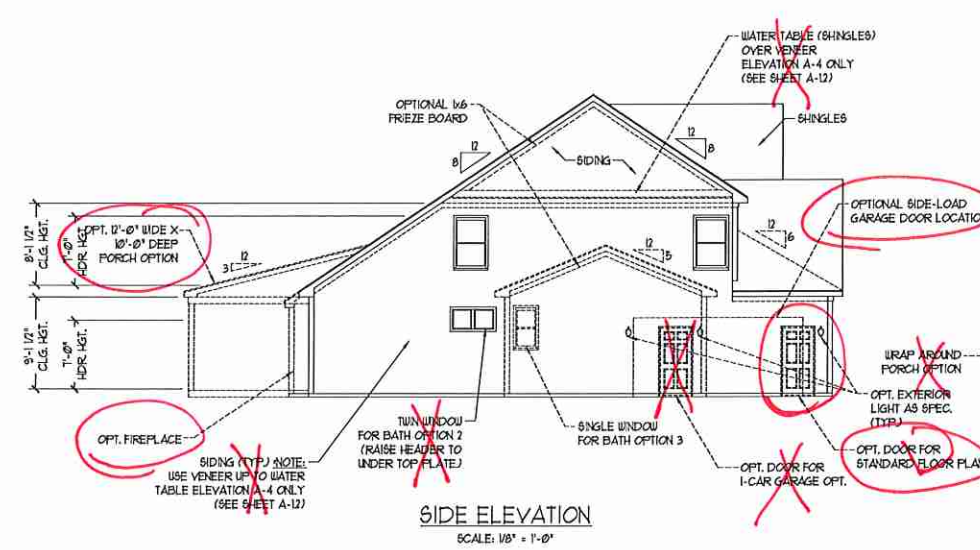 WATER TABLE (SHINGLES)
OVER VENEER
ELEVATION A-4 ONLY
(SEE SHEET A-12)
OPTIONAL 1x6
FRIEZE BOARD
SHINGLES
12
8
SIDING
12
8
OPTIONAL SIDE-LOAD
GARAGE DOOR LOCATIO
8'-1 1/2"
CLG. HGT.
7'-0"
HDR. HGT.
OPT. 12'-0" WIDE X
10'-0" DEEP
PORCH OPTION
12
3
12
5
12
6
9'-1 1/2"
CLG. HGT.
7'-0"
HDR. HGT.
WRAP AROUND
PORCH OPTION
OPT. EXTERIOR
LIGHT AS SPEC.
(TYP.)
OPT. FIREPLACE
TWIN WINDOW
FOR BATH OPTION 2
(RAISE HEADER TO
UNDER TOP PLATE)
SINGLE WINDOW
FOR BATH OPTION 3
OPT. DOOR FOR
STANDARD FLOOR PLA
SIDING (TYP.) NOTE:
USE VENEER UP TO WATER
TABLE ELEVATION A-4 ONLY
(SEE SHEET A-12)
OPT. DOOR FOR
1-CAR GARAGE OPT.
SIDE ELEVATION
SCALE: 1/8" = 1'-0"